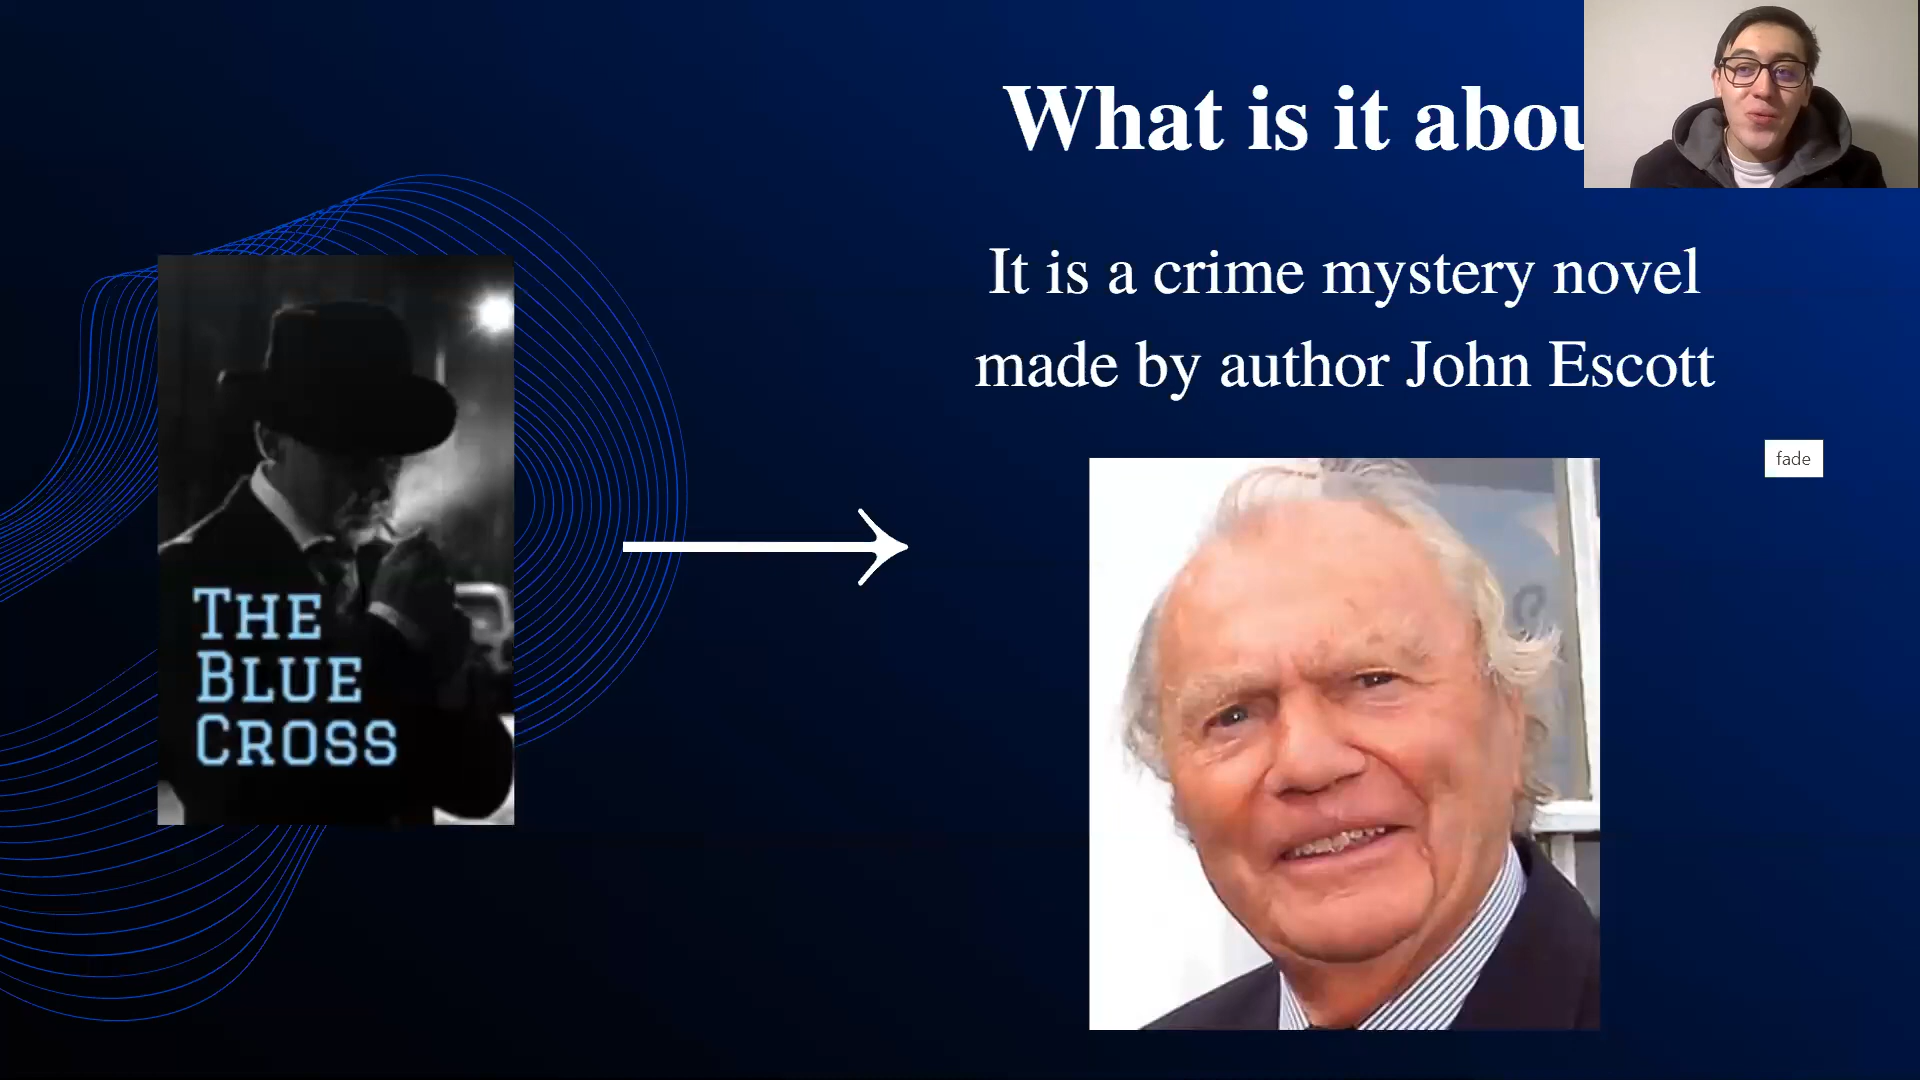 What is it abou
It is a crime mystery novel
made by author John Escott
fade
THE
BLUE
CROSS